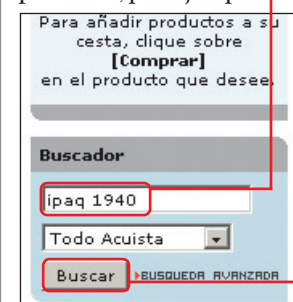 Para añadir productos a su
cesta, clique sobre
[Comprar]
en el producto que desee.
Buscador
ipaq 1940
Todo Acuista
Buscar BUSQUEDA AVANZADA